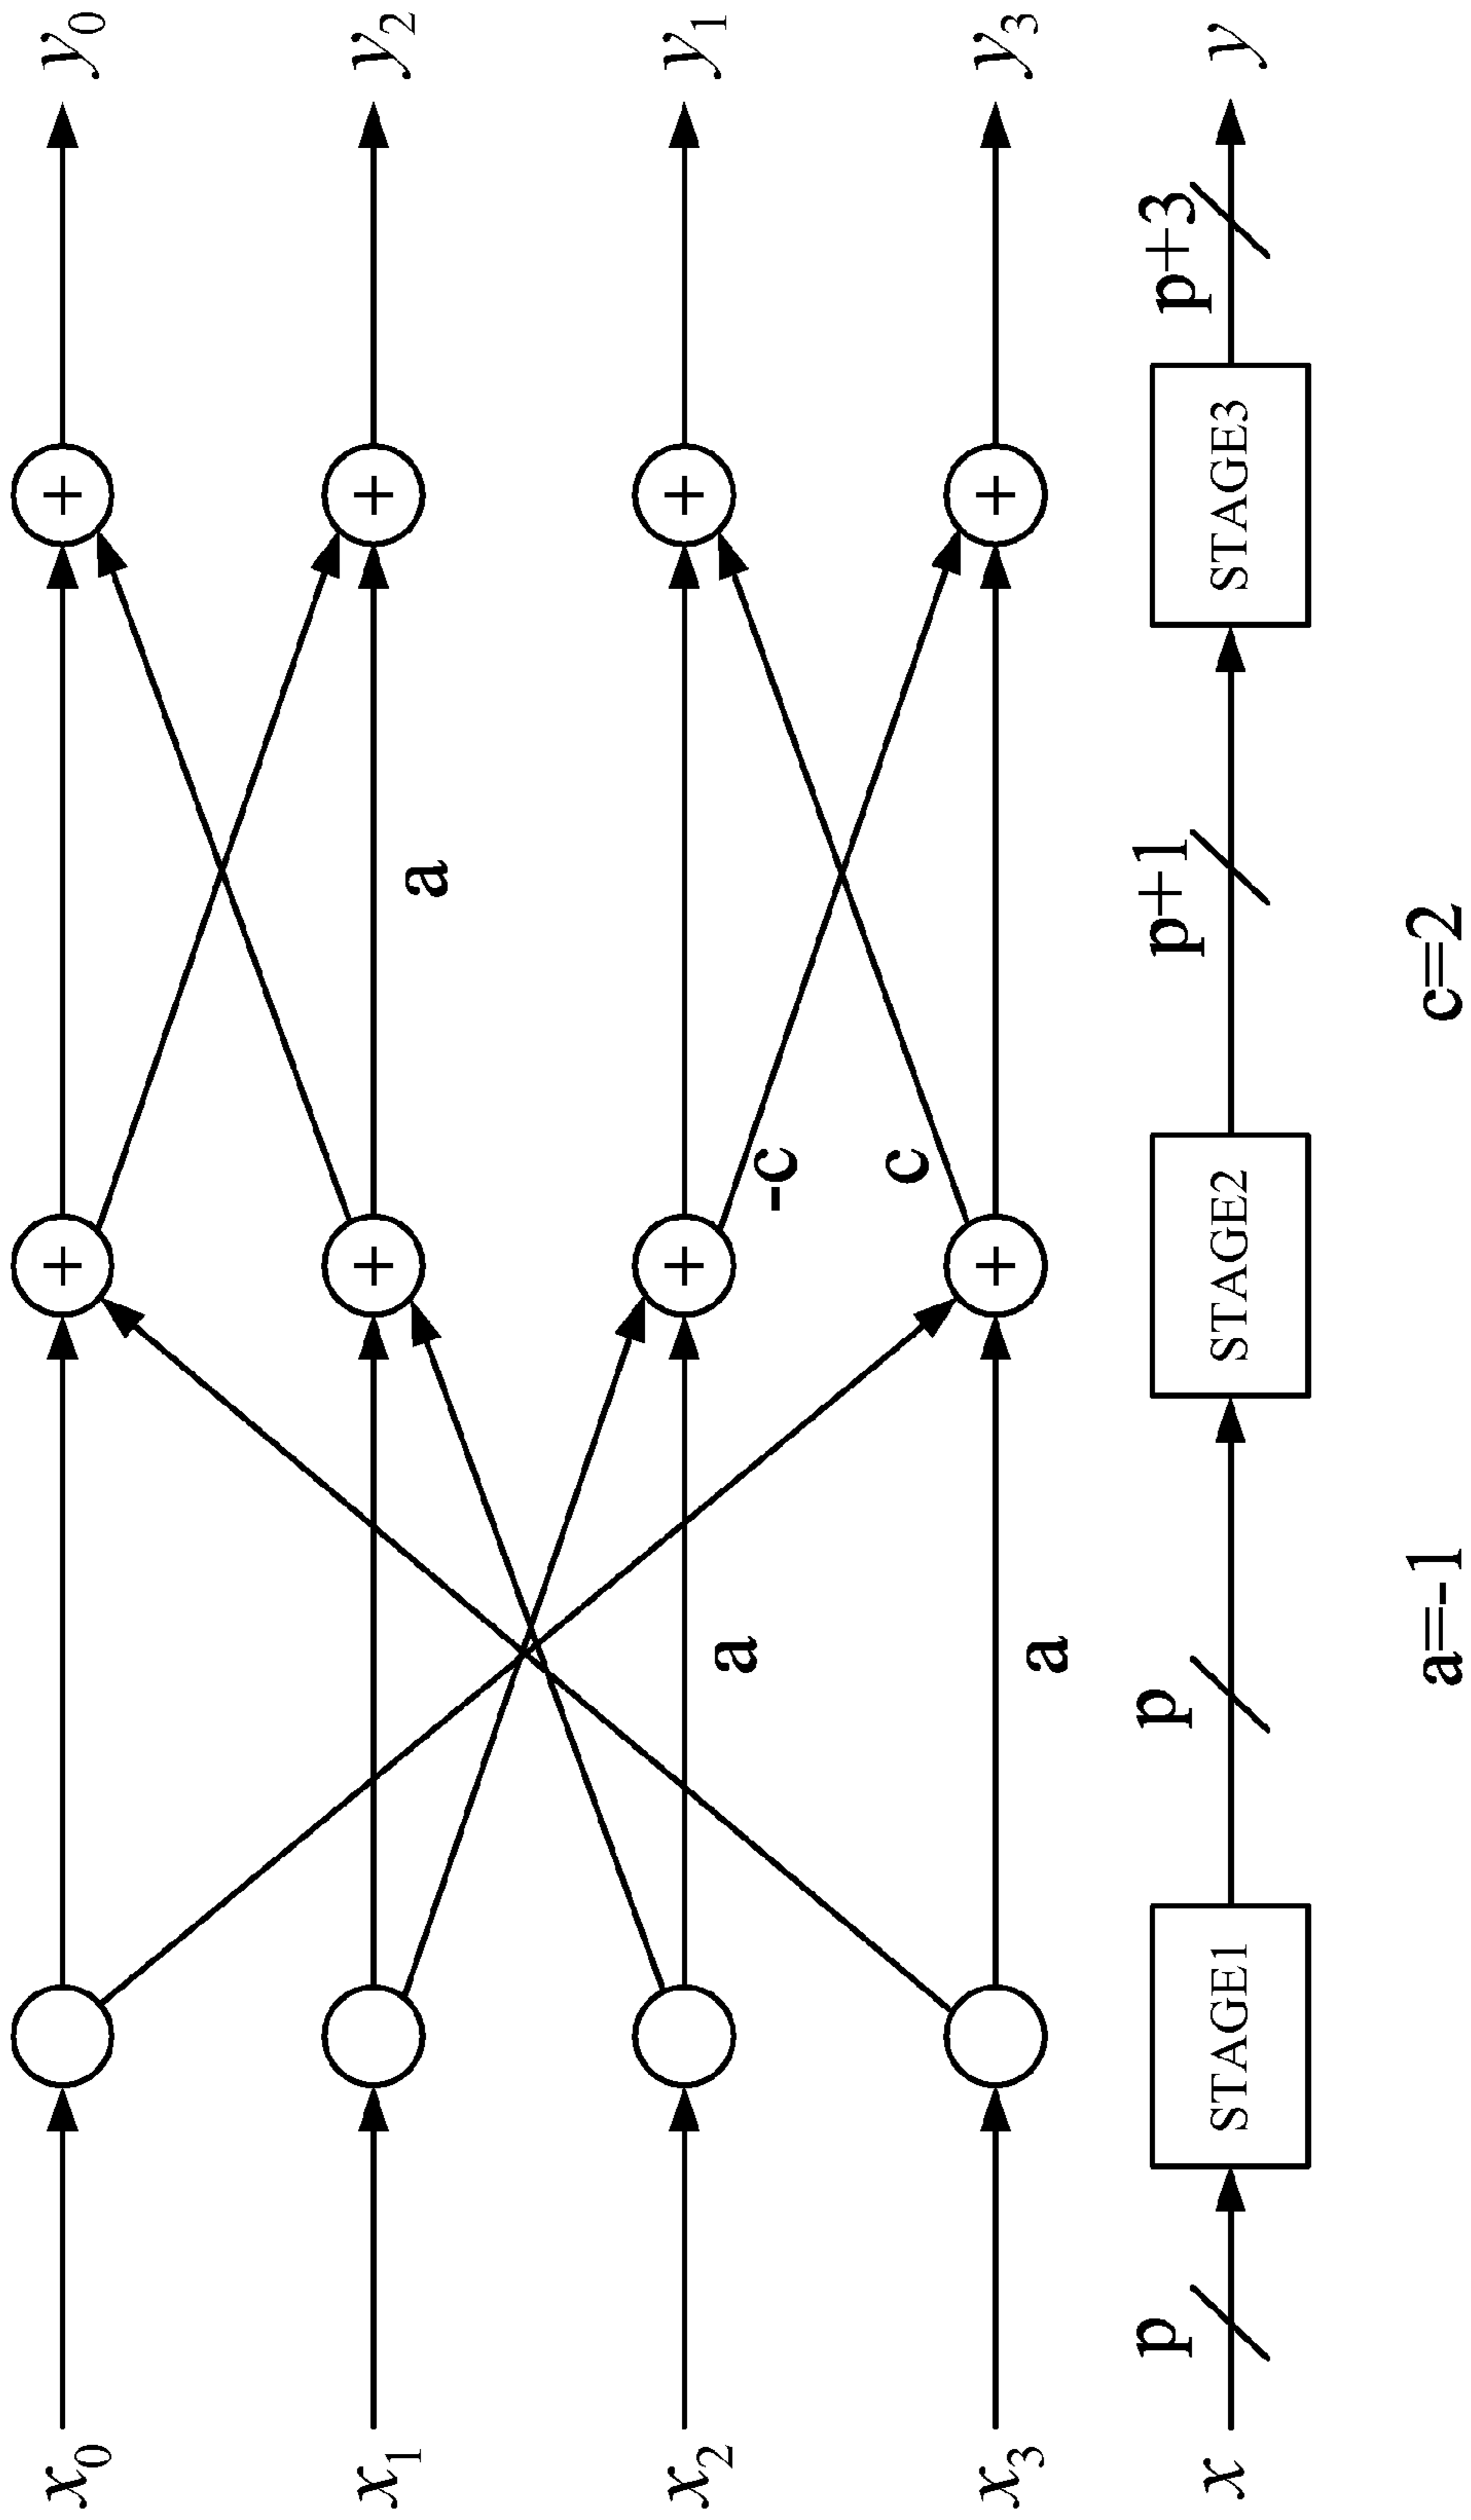 x0
y0
x1
a
y2
x2
a
-c
y1
c
x3
a
y3
x
p
STAGE1
p
STAGE2
p+1
STAGE3
p+3
y
a=-1
c=2